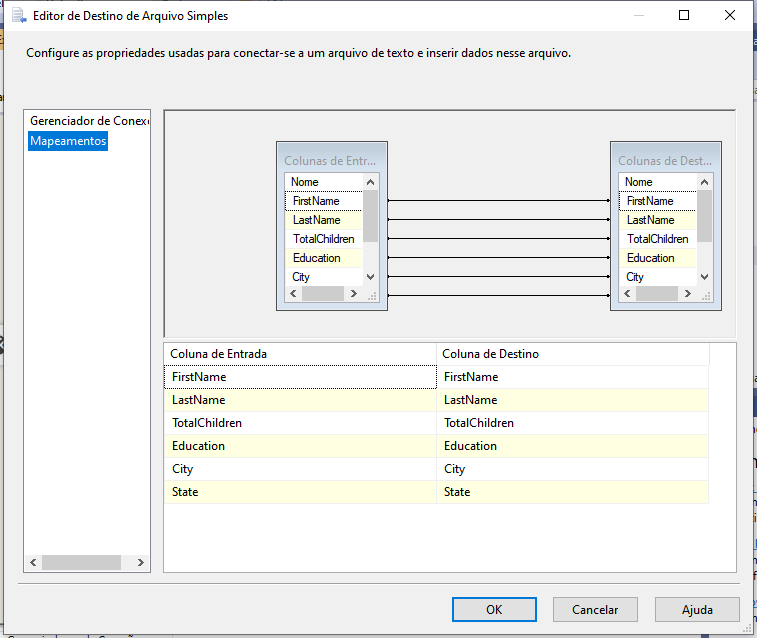 Editor de Destino de Arquivo Simples
Configure as propriedades usadas para conectar-se a um arquivo de texto e inserir dados nesse arquivo.
Gerenciador de Conex
Mapeamentos
Colunas de Entr...
Nome
FirstName
LastName
TotalChildren
Education
City
Colunas de Dest...
Nome
FirstName
LastName
TotalChildren
Education
City
Coluna de Entrada Coluna de Destino
FirstName FirstName
LastName LastName
TotalChildren TotalChildren
Education Education
City City
State State
OK Cancelar Ajuda